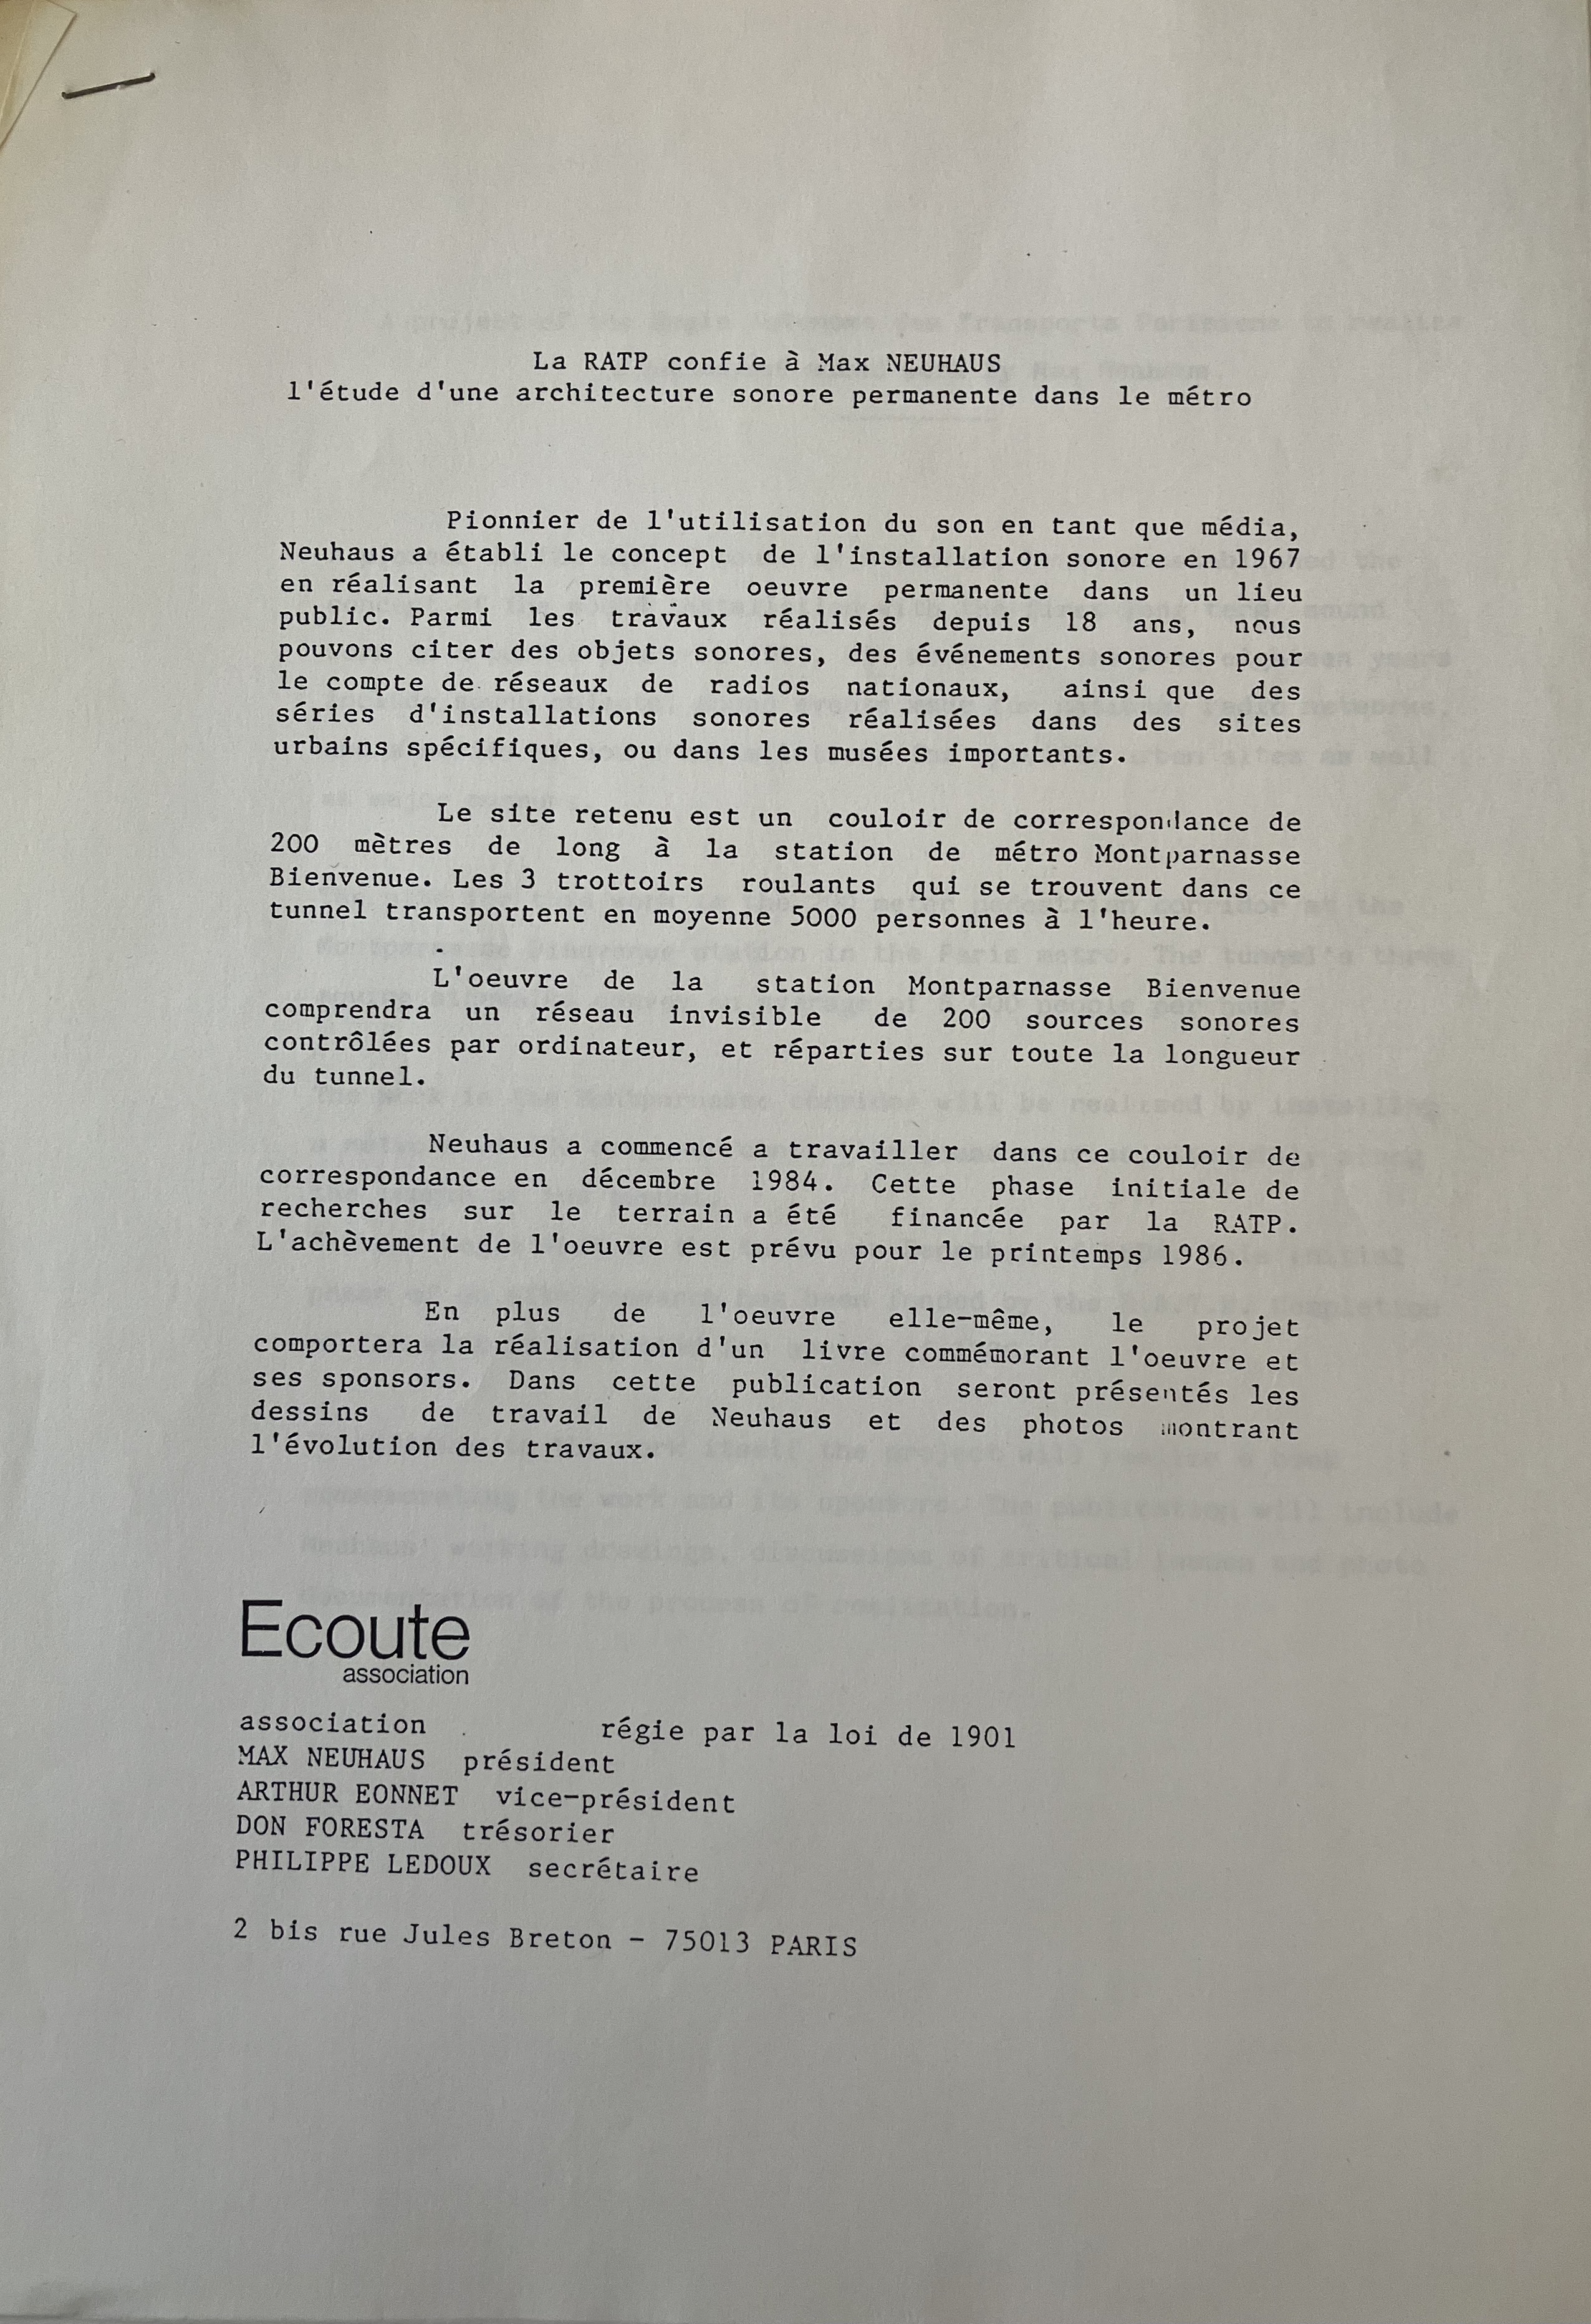 La RATP confie à Max NEUHAUS
l'étude d'une architecture sonore permanente dans le métro
Pionnier de l'utilisation du son en tant que média,
Neuhaus a établi le concept de l'installation sonore en 1967
en réalisant la première oeuvre permanente dans un lieu
public. Parmi les travaux réalisés depuis 18 ans, nous
pouvons citer des objets sonores, des événements sonores pour
le compte de réseaux de radios nationaux, ainsi que des
séries d'installations sonores réalisées dans des sites
urbains spécifiques, ou dans les musées importants.
Le site retenu est un couloir de correspondance de
200 mètres de long à la station de métro Montparnasse
Bienvenue. Les 3 trottoirs roulants qui se trouvent dans ce
tunnel transportent en moyenne 5000 personnes à l'heure.
L'oeuvre de la station Montparnasse Bienvenue
comprendra un réseau invisible de 200 sources sonores
contrôlées par ordinateur, et réparties sur toute la longueur
du tunnel.
Neuhaus a commencé a travailler dans ce couloir de
correspondance en décembre 1984. Cette phase initiale de
recherches sur le terrain a été financée par la RATP.
L'achèvement de l'oeuvre est prévu pour le printemps 1986.
En plus de l'oeuvre elle-même, le projet
comportera la réalisation d'un livre commémorant l'oeuvre et
ses sponsors. Dans cette publication seront présentés les
dessins de travail de Neuhaus et des photos montrant
l'évolution des travaux.
Ecoute
association
association régie par la loi de 1901
MAX NEUHAUS président
ARTHUR EONNET vice-président
DON FORESTA trésorier
PHILIPPE LEDOUX secrétaire
2 bis rue Jules Breton - 75013 PARIS